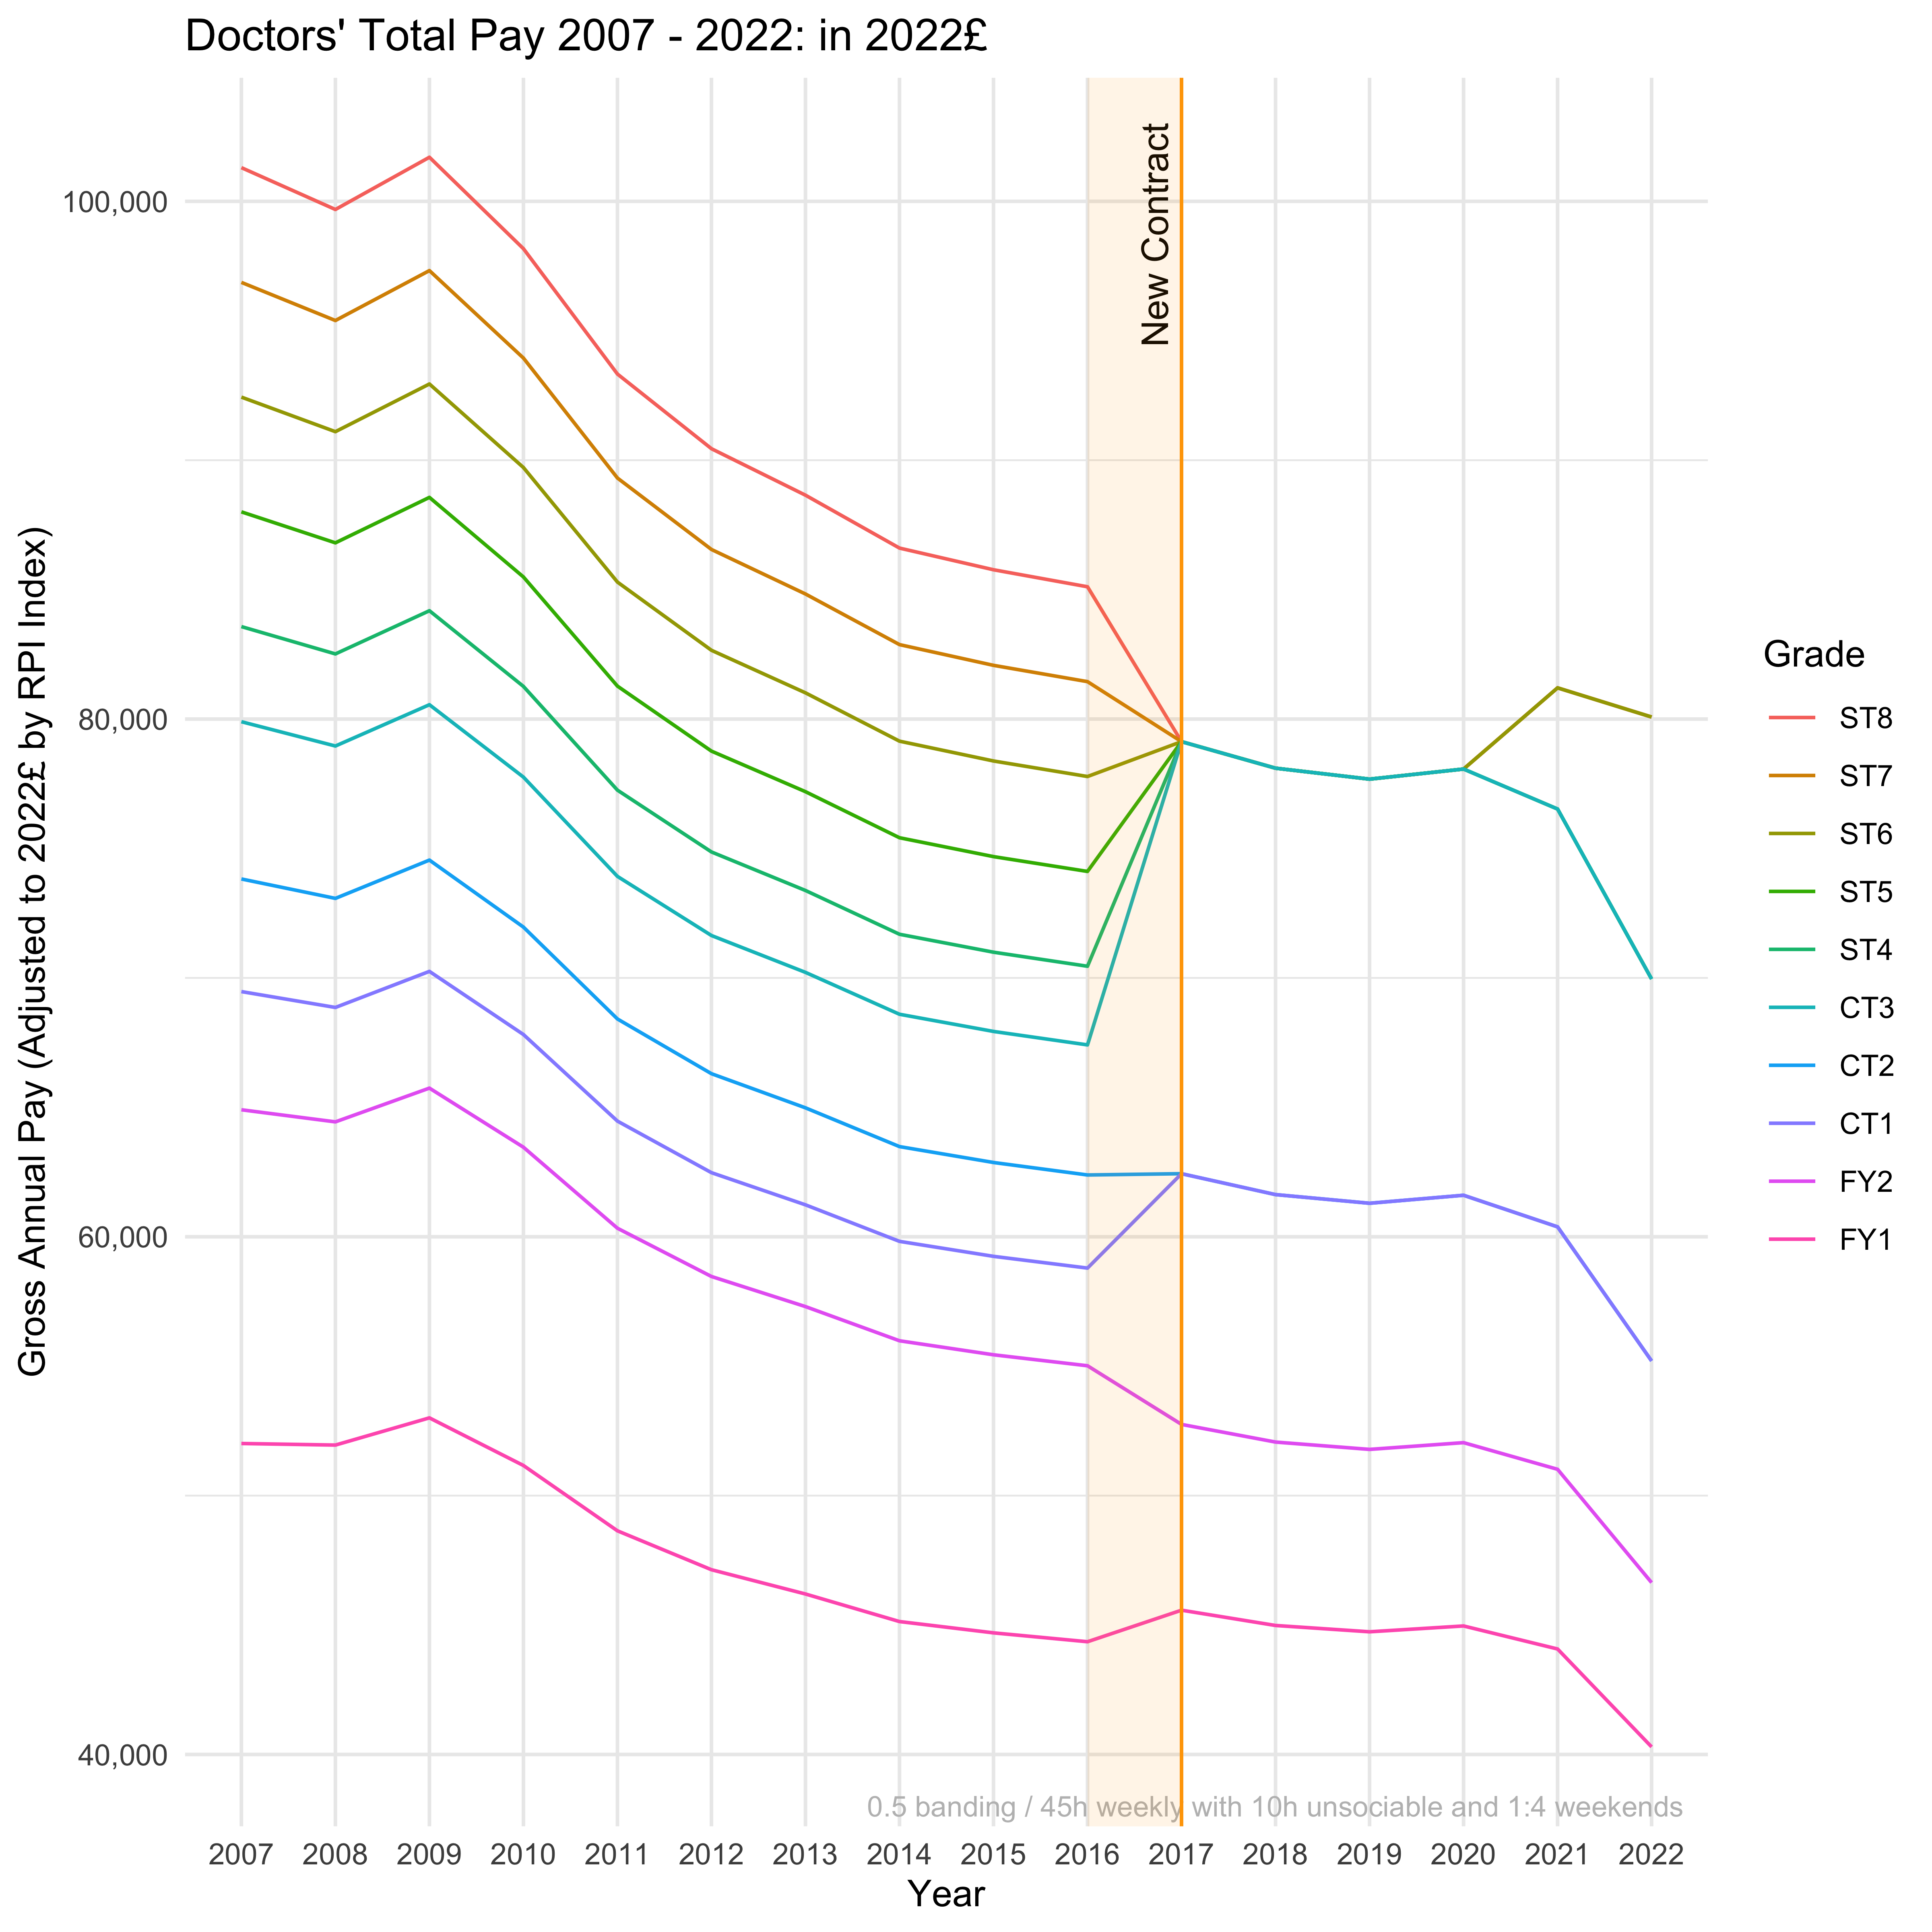 Doctors' Total Pay 2007 - 2022: in 2022£
Gross Annual Pay (Adjusted to 2022£ by RPI Index)
100,000
80,000
60,000
40,000
New Contract
0.5 banding / 45h weekly with 10h unsociable and 1:4 weekends
2007 2008 2009 2010 2011 2012 2013 2014 2015 2016 2017 2018 2019 2020 2021 2022
Year
Grade
ST8
ST7
ST6
ST5
ST4
CT3
CT2
CT1
FY2
FY1